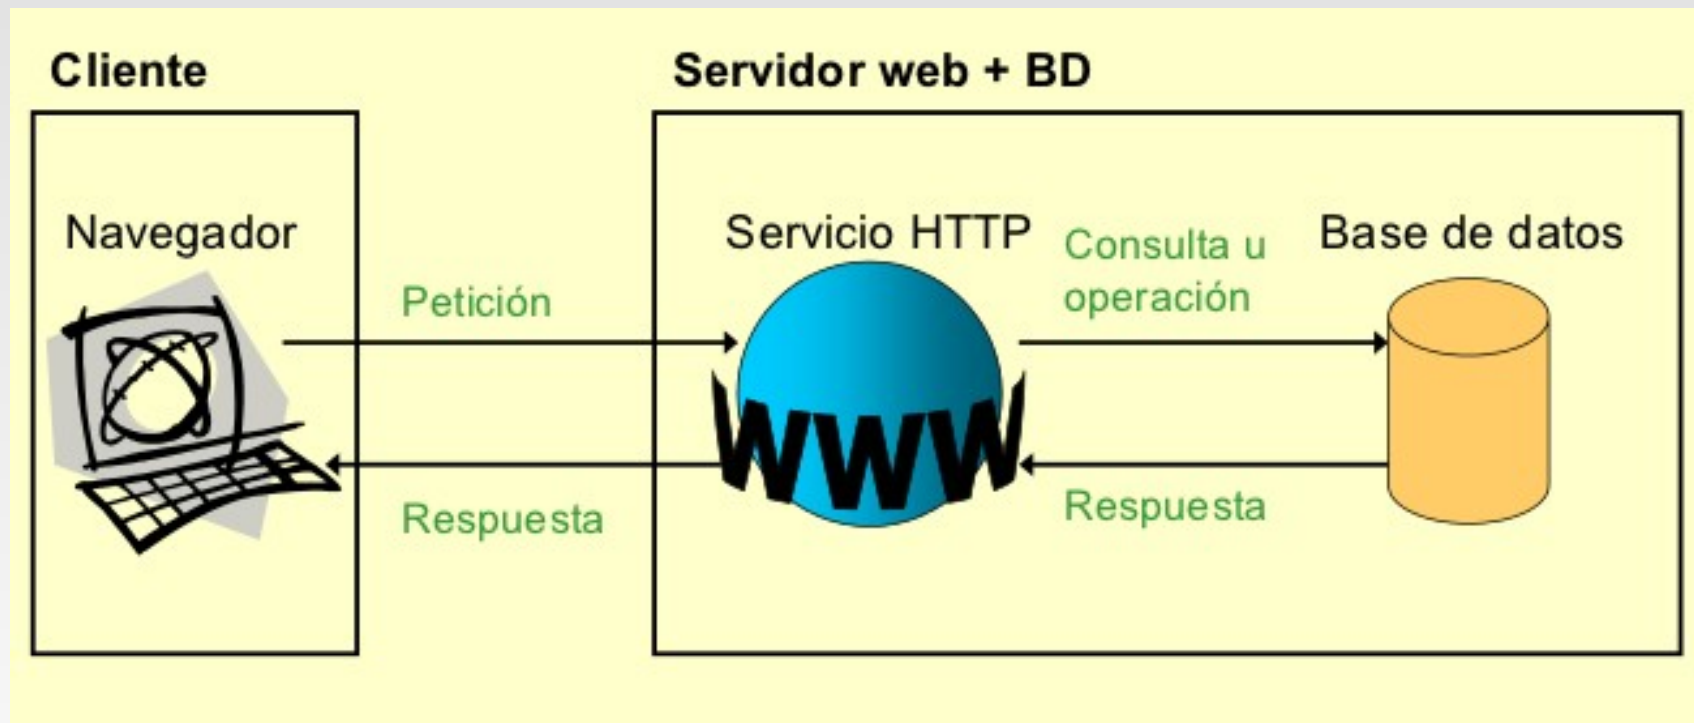 Cliente
Servidor web + BD
Navegador
Petición
Respuesta
Servicio HTTP
WWW
Consulta u
operación
Respuesta
Base de datos